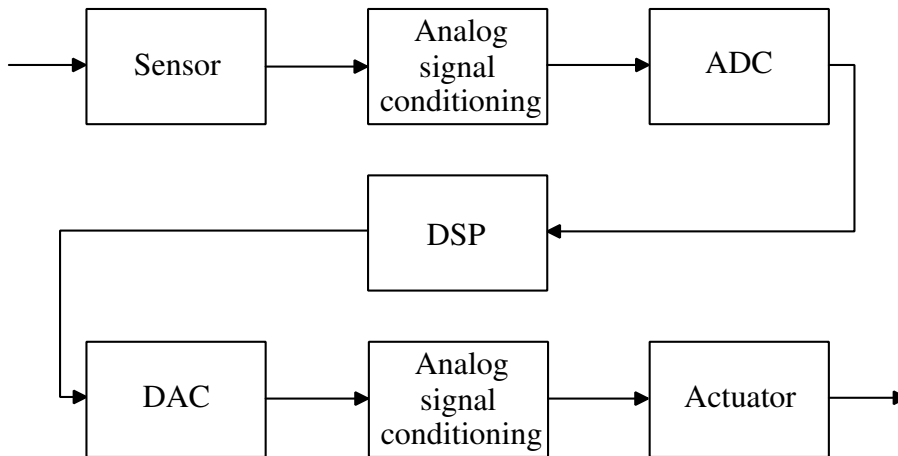 Sensor
Analog
signal
conditioning
ADC
DSP
DAC
Analog
signal
conditioning
Actuator